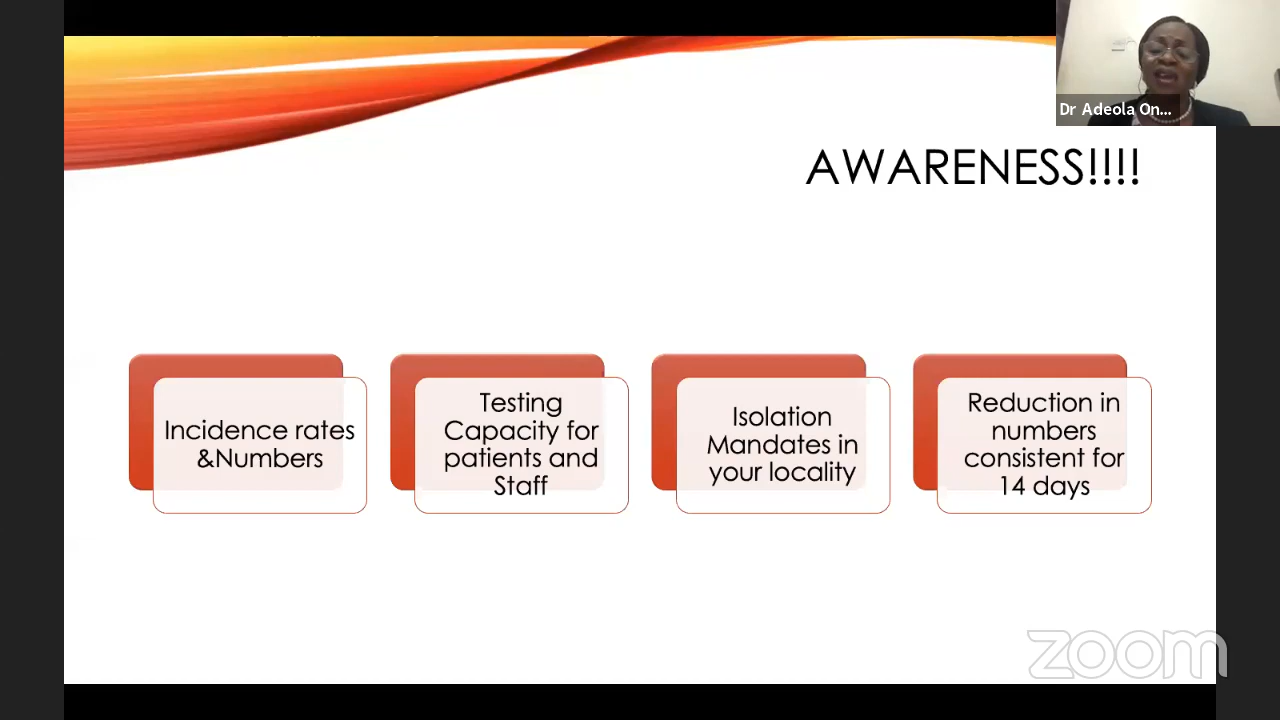 Dr Adeola On...
AWARENESS!!!!
Incidence rates
&Numbers
Testing
Capacity for
patients and
Staff
Isolation
Mandates in
your locality
Reduction in
numbers
consistent for
14 days
zoom